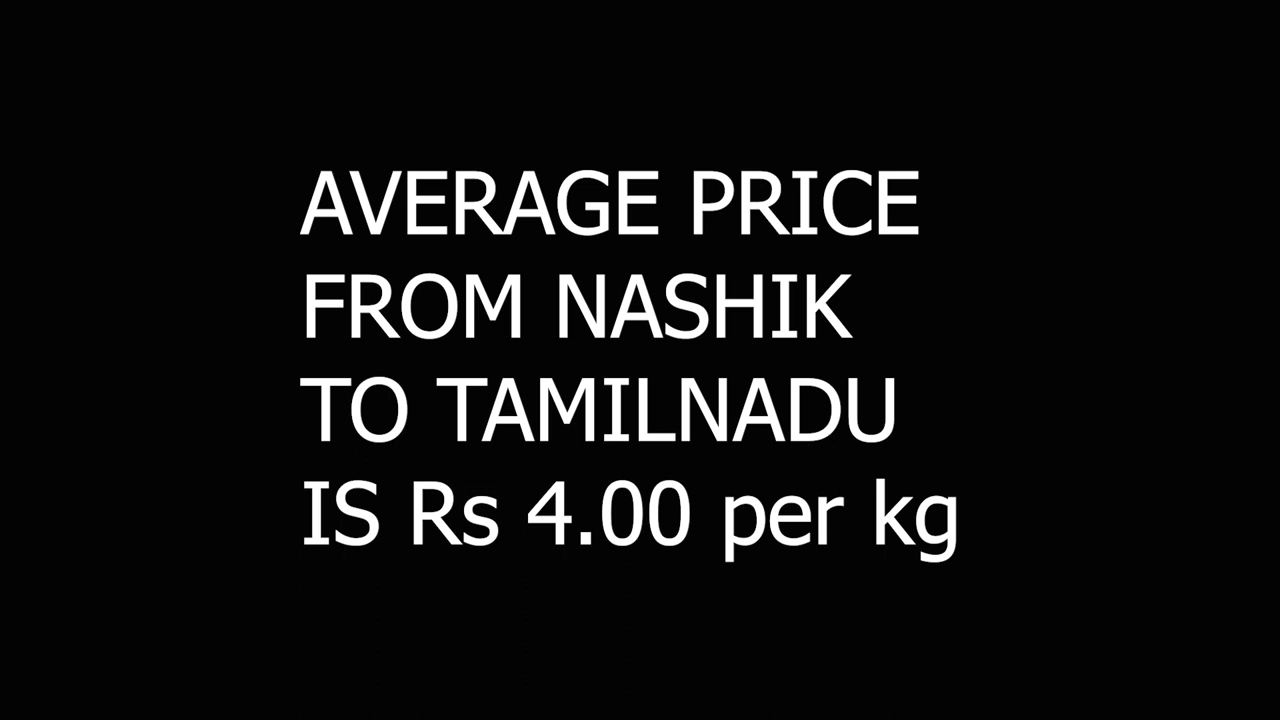 AVERAGE PRICE
FROM NASHIK
TO TAMILNADU
IS Rs 4.00 per kg